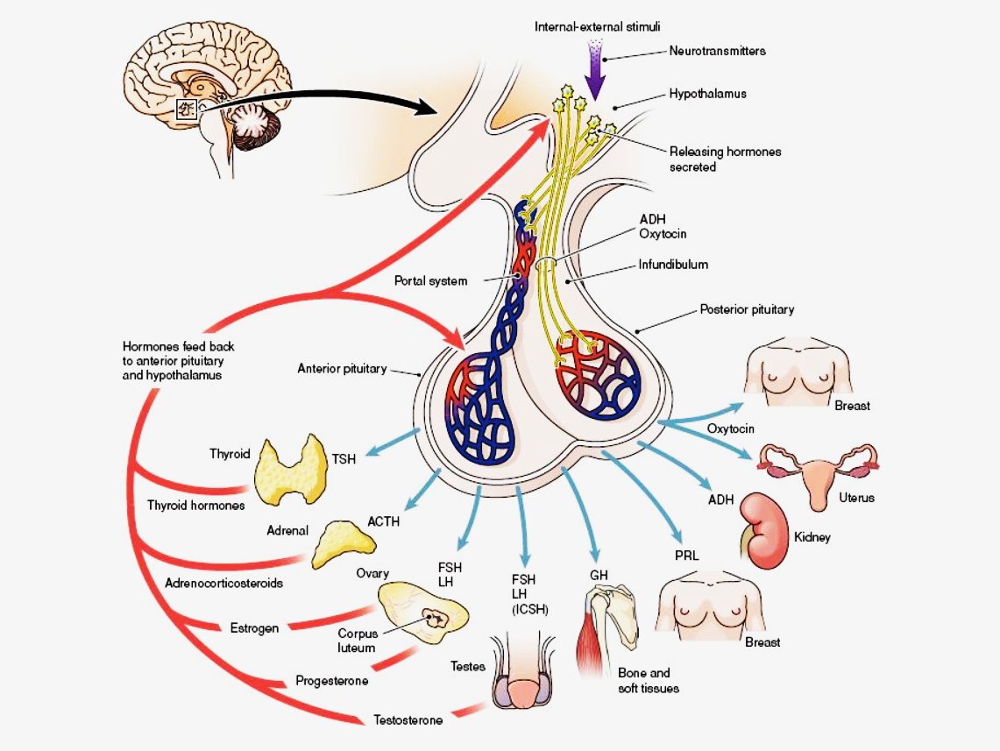 Internal-external stimuli
Neurotransmitters
Hypothalamus
Releasing hormones
secreted
ADH
Oxytocin
Infundibulum
Portal system
Posterior pituitary
Hormones feed back
to anterior pituitary
and hypothalamus
Anterior pituitary
Breast
Oxytocin
Thyroid
TSH
Uterus
Thyroid hormones
ADH
Adrenal
ACTH
Kidney
Adrenocorticosteroids
Ovary
FSH
LH
FSH
LH
(ICSH)
GH
PRL
Estrogen
Corpus
luteum
Breast
Testes
Bone and
soft tissues
Progesterone
Testosterone